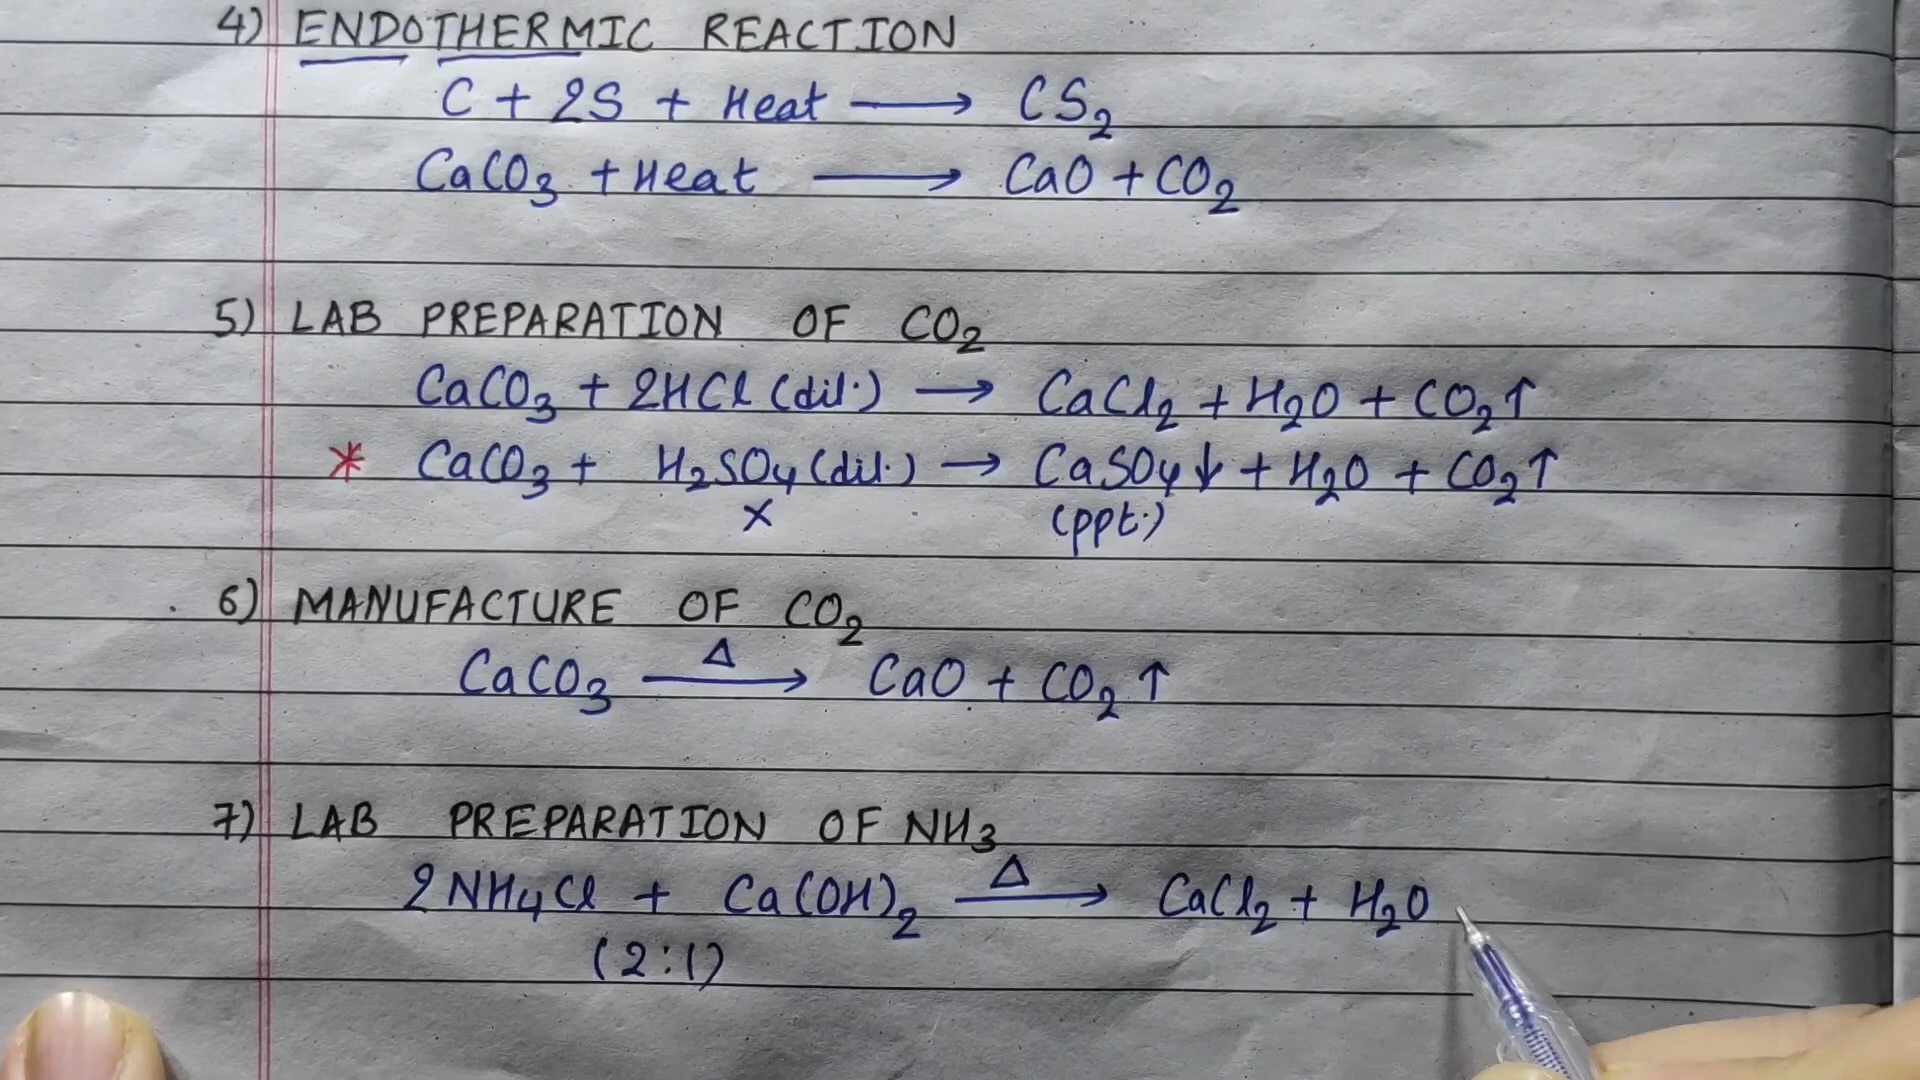 4) ENDOTHERMIC REACTION
C + 2S + Heat ⟶ CS₂
CaCO₃ + Heat ⟶ CaO + CO₂
5) LAB PREPARATION OF CO₂
CaCO₃ + 2HCl (dil.) → CaCl₂ + H₂O + CO₂↑
* CaCO₃ + H₂SO₄ (dil.) → CaSO₄↓ + H₂O + CO₂↑
x (ppt.)
6) MANUFACTURE OF CO₂
Δ
CaCO₃ ⟶ CaO + CO₂↑
7) LAB PREPARATION OF NH₃
Δ
2NH₄Cl + Ca(OH)₂ ⟶ CaCl₂ + H₂O
(2:1)